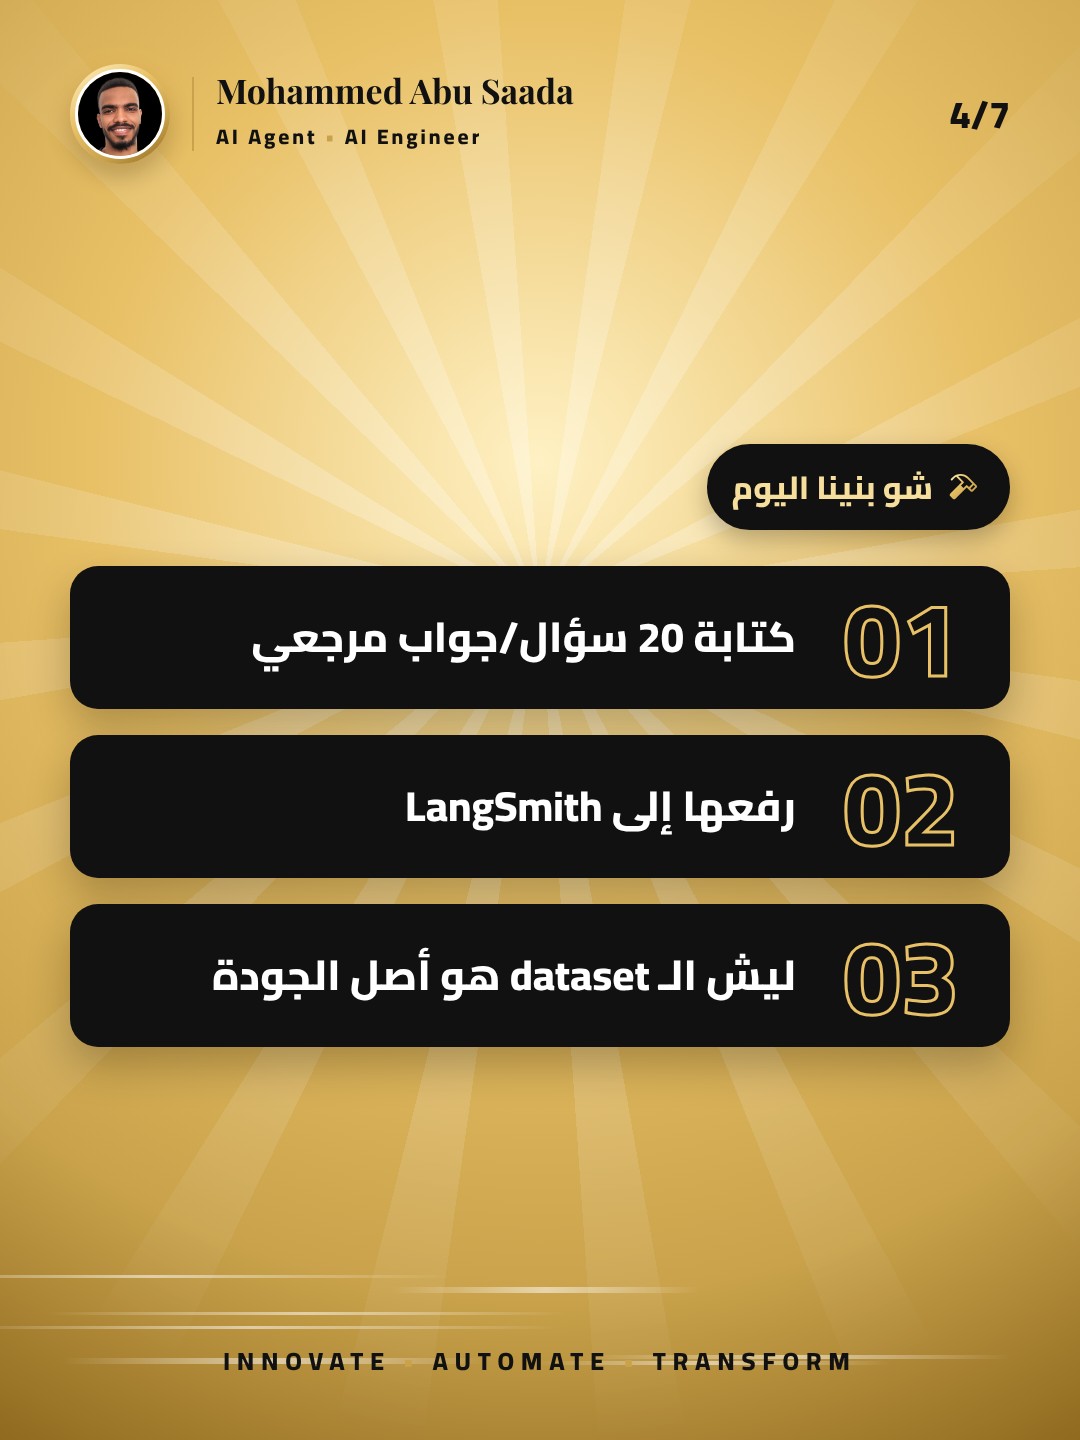 Mohammed Abu Saada
AI Agent • AI Engineer
4/7
شو بنينا اليوم
01
كتابة 20 سؤال/جواب مرجعي
02
رفعها إلى LangSmith
03
ليش الـ dataset هو أصل الجودة
INNOVATE • AUTOMATE • TRANSFORM